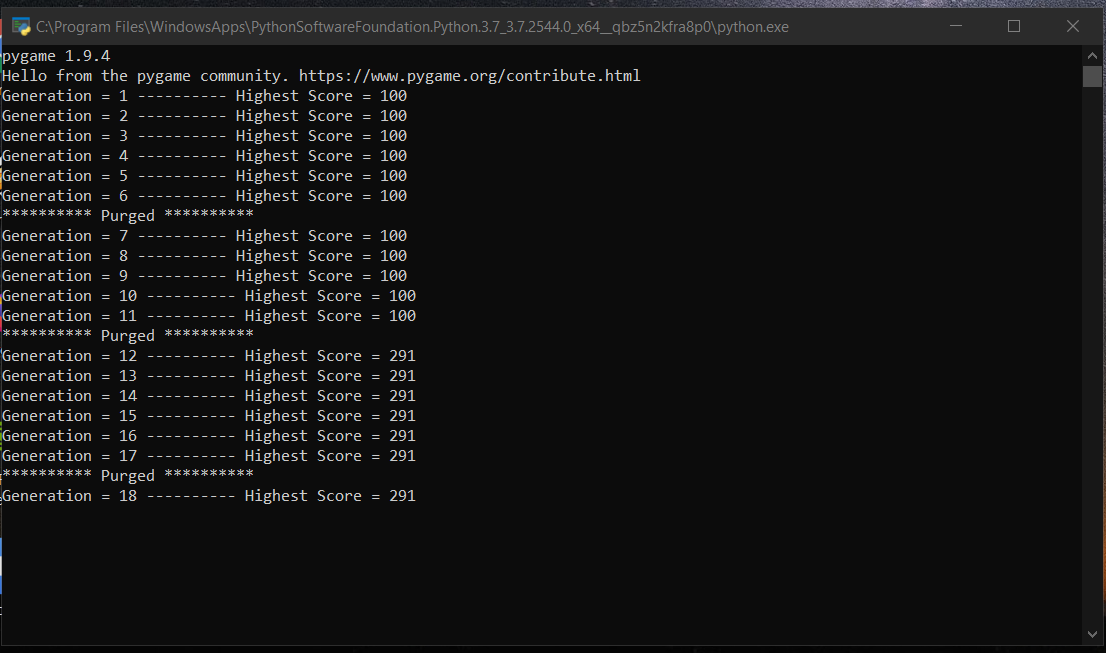 C:\Program Files\WindowsApps\PythonSoftwareFoundation.Python.3.7_3.7.2544.0_x64__qbz5n2kfra8p0\python.exe
pygame 1.9.4
Hello from the pygame community. https://www.pygame.org/contribute.html
Generation = 1 ---------- Highest Score = 100
Generation = 2 ---------- Highest Score = 100
Generation = 3 ---------- Highest Score = 100
Generation = 4 ---------- Highest Score = 100
Generation = 5 ---------- Highest Score = 100
Generation = 6 ---------- Highest Score = 100
********** Purged **********
Generation = 7 ---------- Highest Score = 100
Generation = 8 ---------- Highest Score = 100
Generation = 9 ---------- Highest Score = 100
Generation = 10 ---------- Highest Score = 100
Generation = 11 ---------- Highest Score = 100
********** Purged **********
Generation = 12 ---------- Highest Score = 291
Generation = 13 ---------- Highest Score = 291
Generation = 14 ---------- Highest Score = 291
Generation = 15 ---------- Highest Score = 291
Generation = 16 ---------- Highest Score = 291
Generation = 17 ---------- Highest Score = 291
********** Purged **********
Generation = 18 ---------- Highest Score = 291